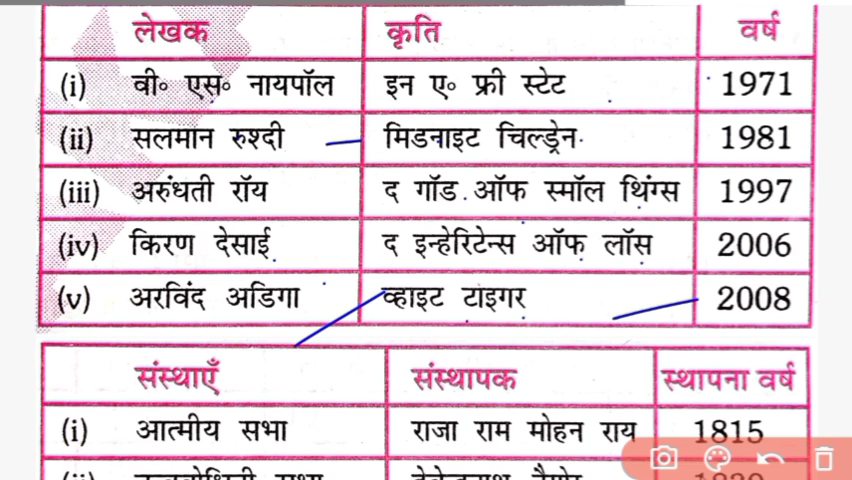 लेखक कृति वर्ष
(i) वी॰ एस॰ नायपॉल इन ए॰ फ्री स्टेट 1971
(ii) सलमान रुश्दी मिडनाइट चिल्ड्रेन 1981
(iii) अरुंधती रॉय द गॉड ऑफ स्मॉल थिंग्स 1997
(iv) किरण देसाई द इन्हेरिटेन्स ऑफ लॉस 2006
(v) अरविंद अडिगा व्हाइट टाइगर 2008
संस्थाएँ संस्थापक स्थापना वर्ष
(i) आत्मीय सभा राजा राम मोहन राय 1815